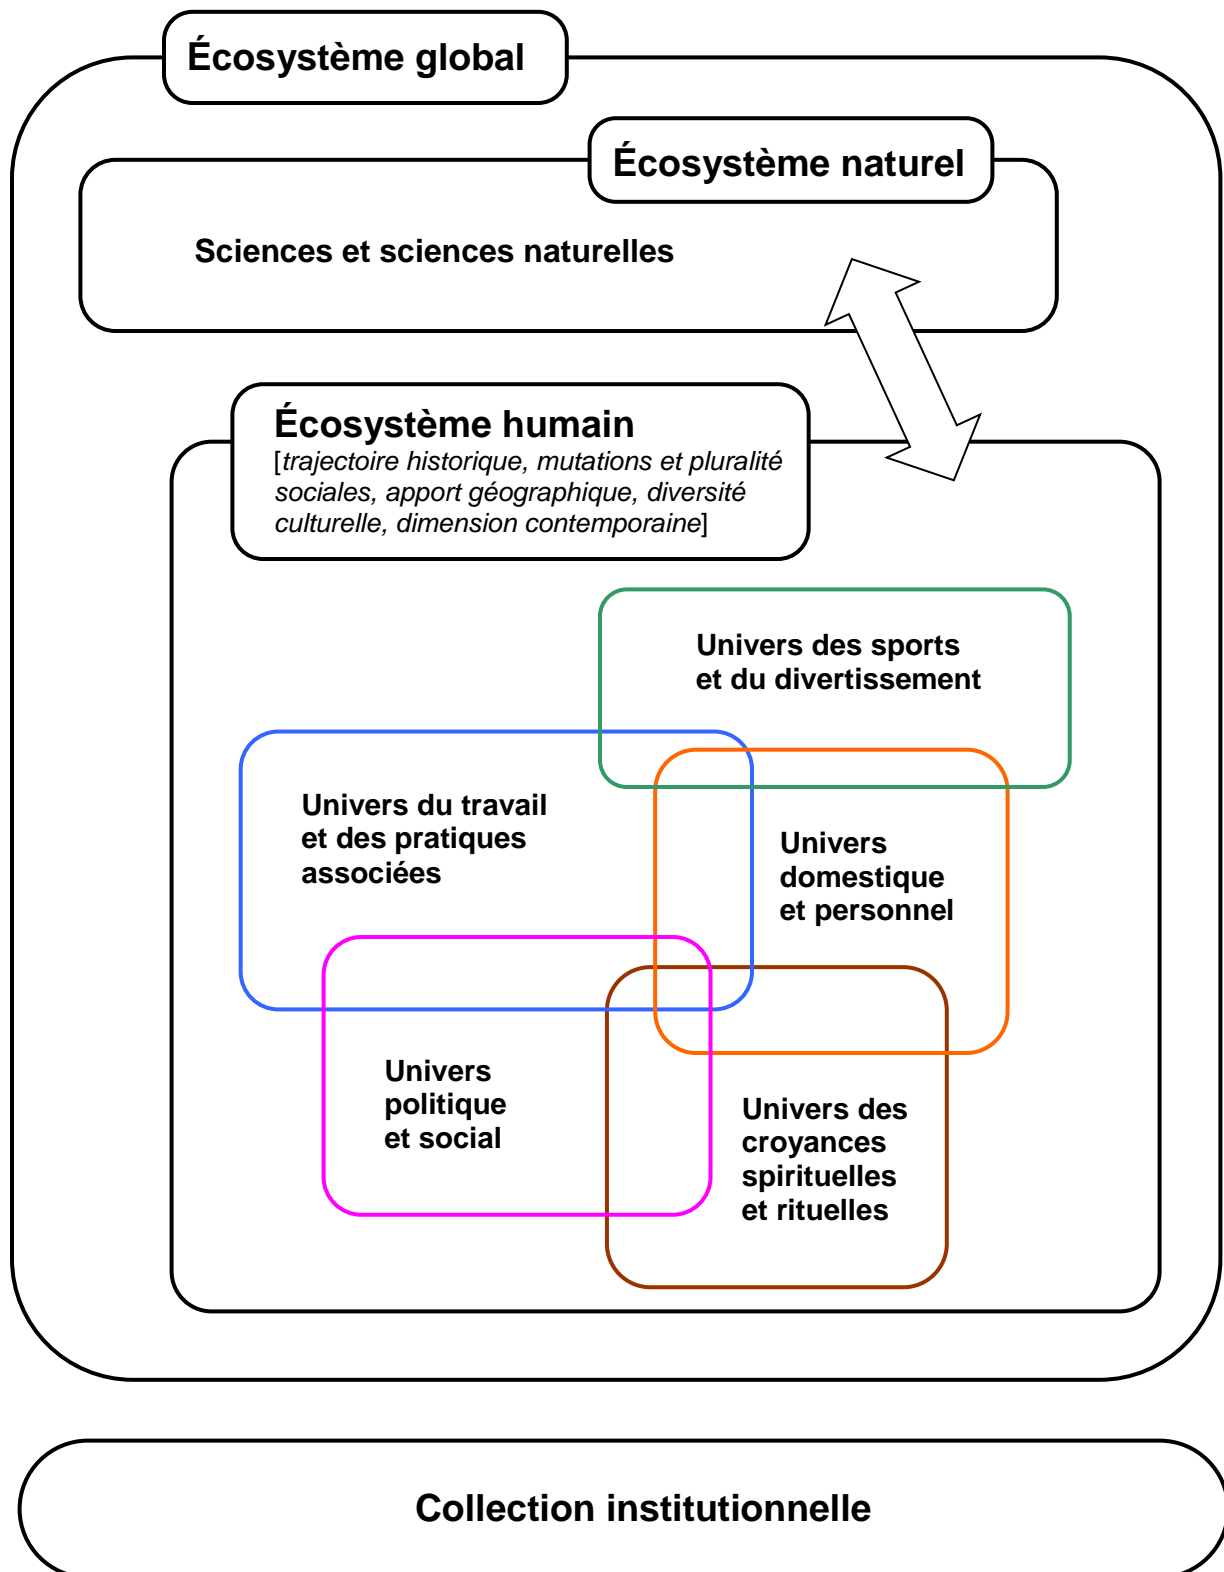 Écosystème global
Écosystème naturel
Sciences et sciences naturelles
Écosystème humain
[trajectoire historique, mutations et pluralité
sociales, apport géographique, diversité
culturelle, dimension contemporaine]
Univers des sports
et du divertissement
Univers du travail
et des pratiques
associées
Univers
domestique
et personnel
Univers
politique
et social
Univers des
croyances
spirituelles
et rituelles
Collection institutionnelle